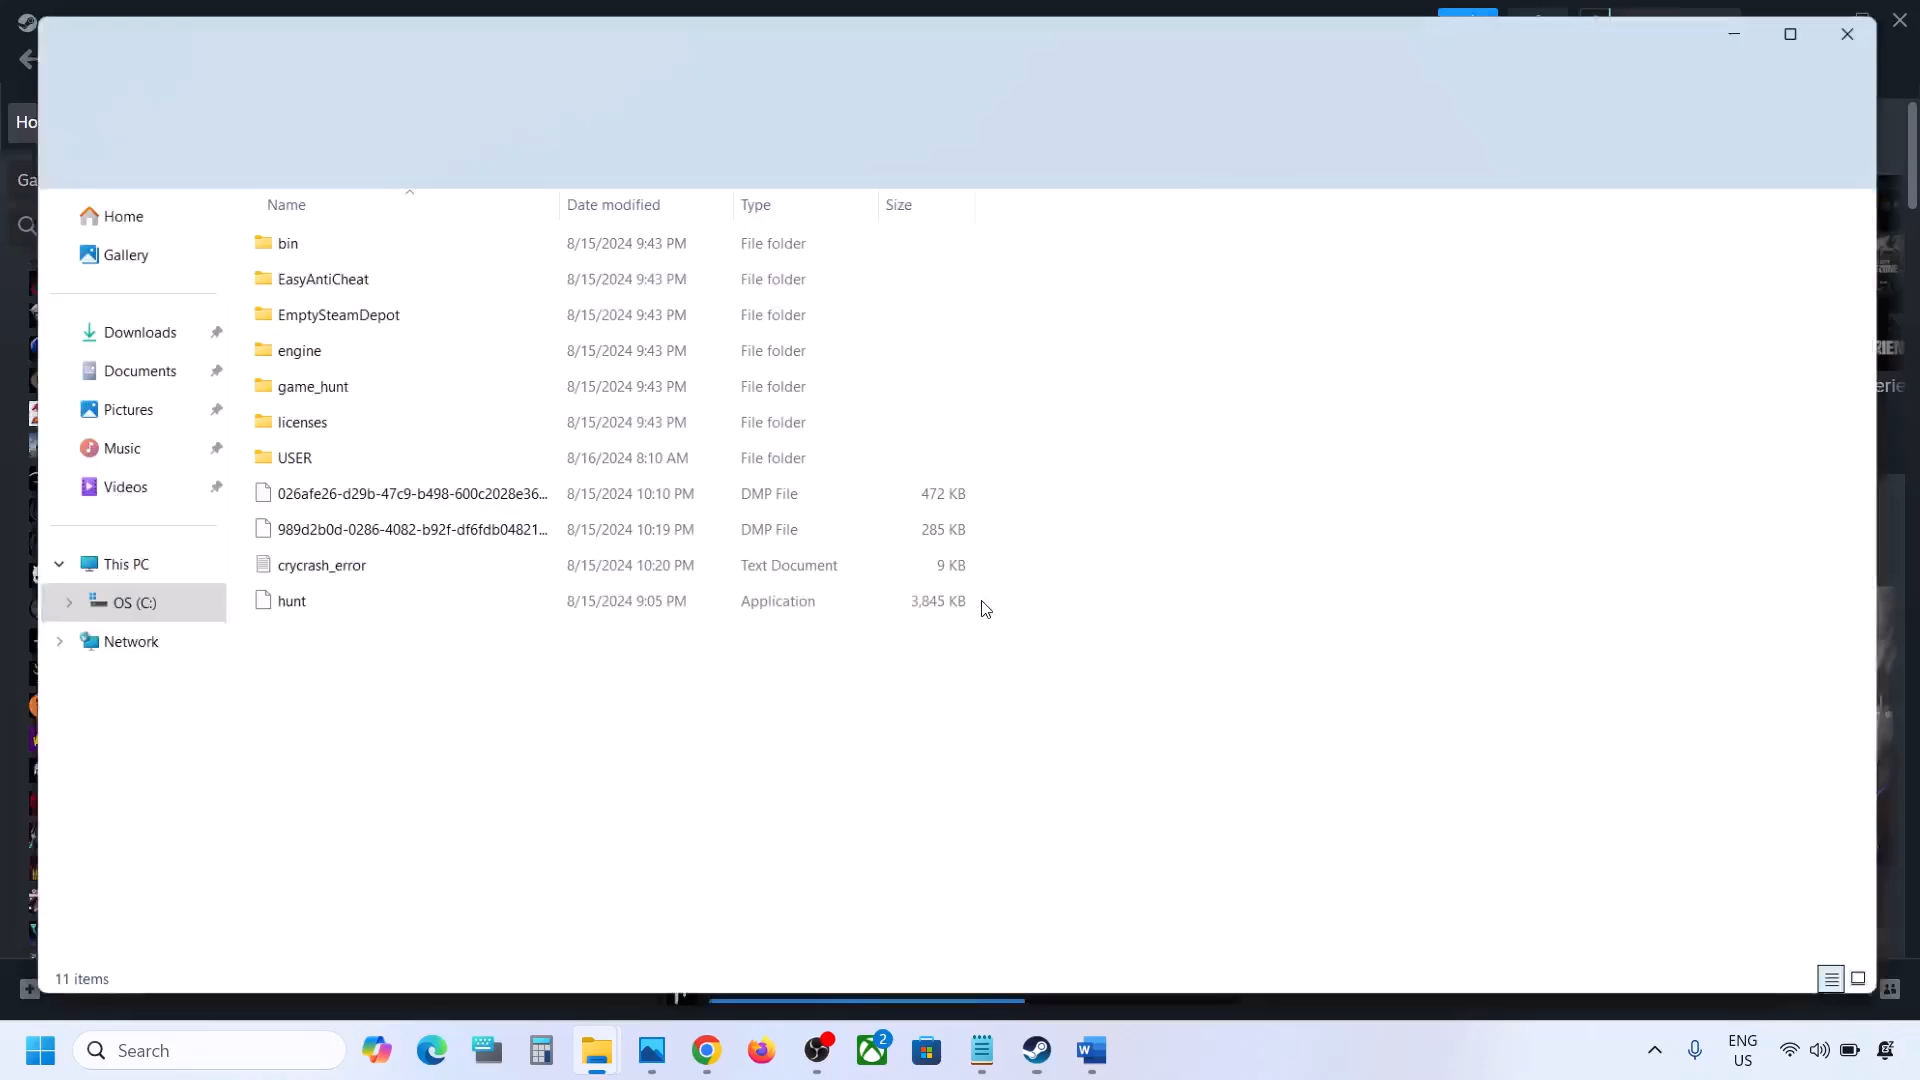 Ho
Ga
Home
Gallery
Downloads
Documents
Pictures
Music
Videos
This PC
OS (C:)
Network
Name Date modified Type Size
bin 8/15/2024 9:43 PM File folder
EasyAntiCheat 8/15/2024 9:43 PM File folder
EmptySteamDepot 8/15/2024 9:43 PM File folder
engine 8/15/2024 9:43 PM File folder
game_hunt 8/15/2024 9:43 PM File folder
licenses 8/15/2024 9:43 PM File folder
USER 8/16/2024 8:10 AM File folder
026afe26-d29b-47c9-b498-600c2028e36... 8/15/2024 10:10 PM DMP File 472 KB
989d2b0d-0286-4082-b92f-df6fdb04821... 8/15/2024 10:19 PM DMP File 285 KB
crycrash_error 8/15/2024 10:20 PM Text Document 9 KB
hunt 8/15/2024 9:05 PM Application 3,845 KB
RIEN
erie
11 items
Search
2
ENG
US